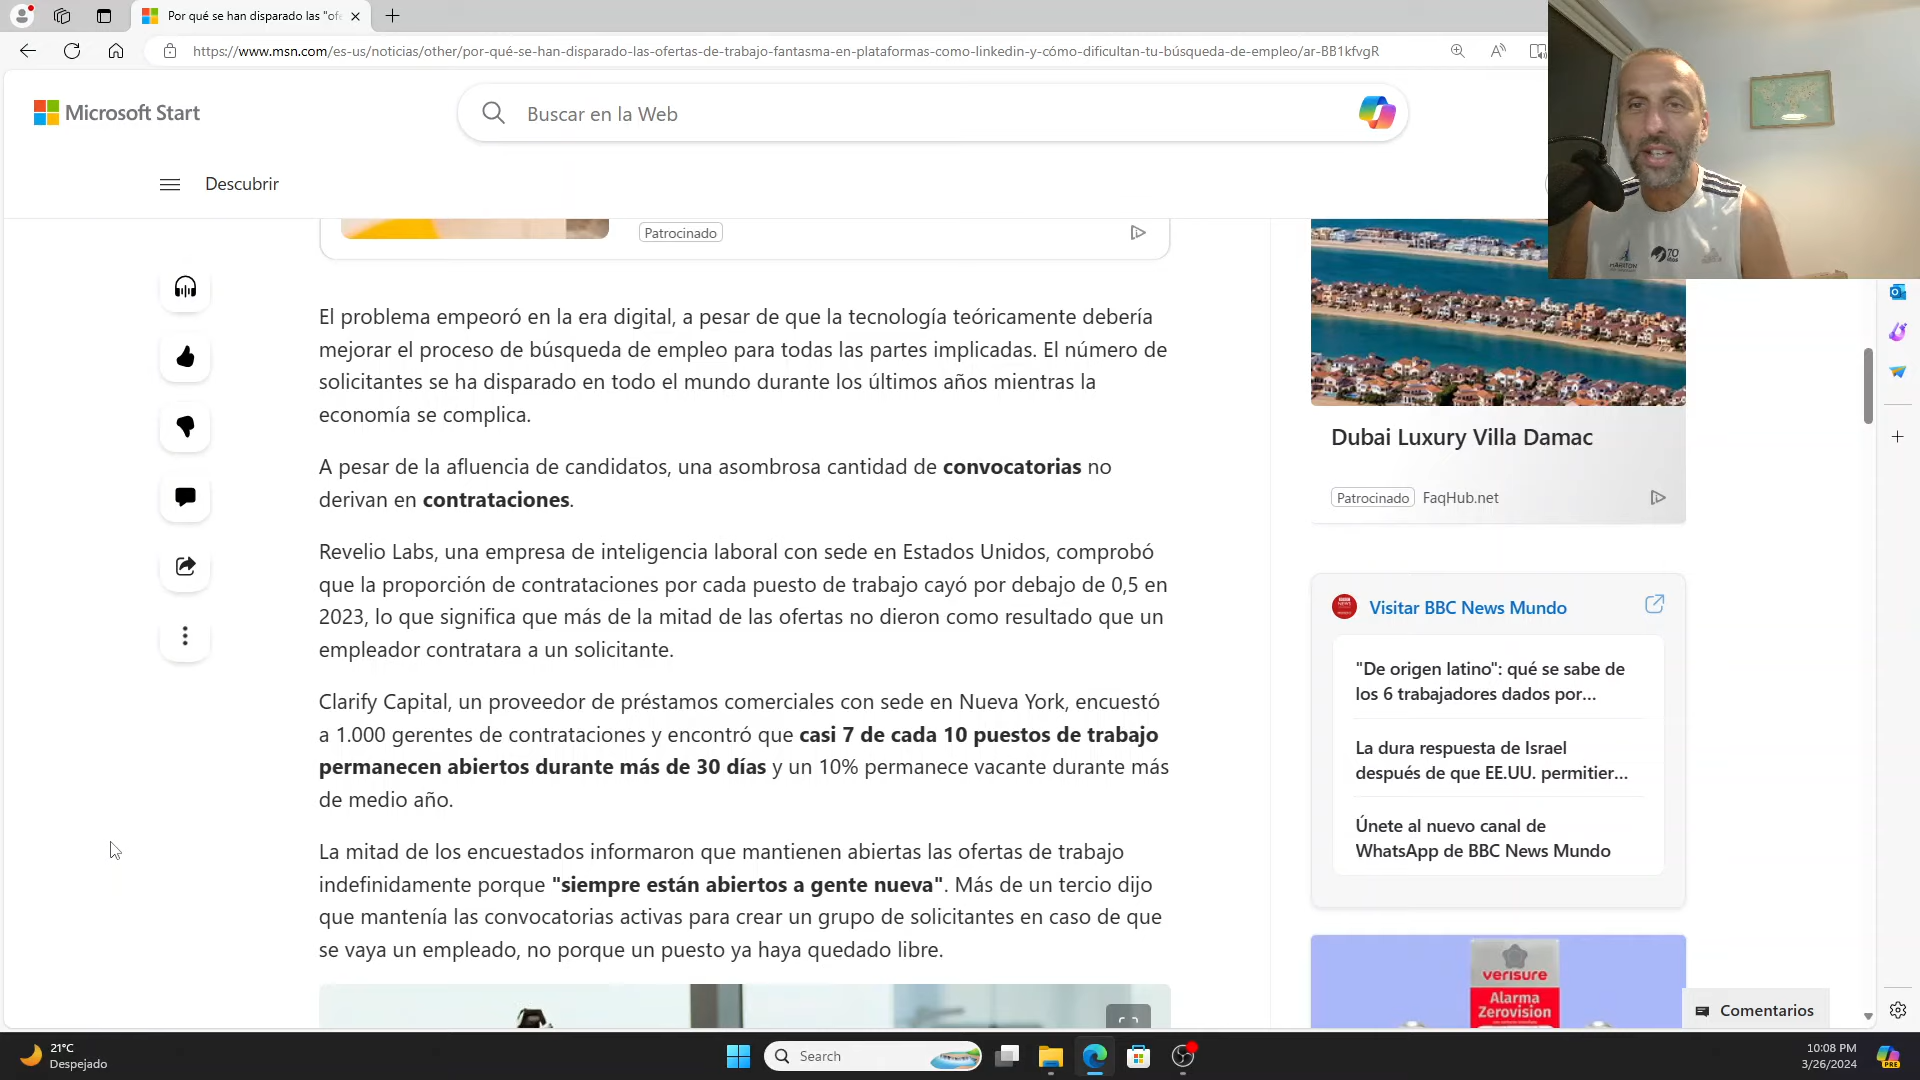 Por qué se han disparado las "ofe
https://www.msn.com/es-us/noticias/other/por-qué-se-han-disparado-las-ofertas-de-trabajo-fantasma-en-plataformas-como-linkedin-y-cómo-dificultan-tu-búsqueda-de-empleo/ar-BB1kfvgR
Microsoft Start
Buscar en la Web
Descubrir
Patrocinado
El problema empeoró en la era digital, a pesar de que la tecnología teóricamente debería
mejorar el proceso de búsqueda de empleo para todas las partes implicadas. El número de
solicitantes se ha disparado en todo el mundo durante los últimos años mientras la
economía se complica.
A pesar de la afluencia de candidatos, una asombrosa cantidad de convocatorias no
derivan en contrataciones.
Revelio Labs, una empresa de inteligencia laboral con sede en Estados Unidos, comprobó
que la proporción de contrataciones por cada puesto de trabajo cayó por debajo de 0,5 en
2023, lo que significa que más de la mitad de las ofertas no dieron como resultado que un
empleador contratara a un solicitante.
Clarify Capital, un proveedor de préstamos comerciales con sede en Nueva York, encuestó
a 1.000 gerentes de contrataciones y encontró que casi 7 de cada 10 puestos de trabajo
permanecen abiertos durante más de 30 días y un 10% permanece vacante durante más
de medio año.
La mitad de los encuestados informaron que mantienen abiertas las ofertas de trabajo
indefinidamente porque "siempre están abiertos a gente nueva". Más de un tercio dijo
que mantenía las convocatorias activas para crear un grupo de solicitantes en caso de que
se vaya un empleado, no porque un puesto ya haya quedado libre.
Dubai Luxury Villa Damac
Patrocinado FaqHub.net
Visitar BBC News Mundo
"De origen latino": qué se sabe de
los 6 trabajadores dados por...
La dura respuesta de Israel
después de que EE.UU. permitier...
Únete al nuevo canal de
WhatsApp de BBC News Mundo
verisure
Alarma
Zerovision
Comentarios
21°C
Despejado
Search
10:08 PM
3/26/2024